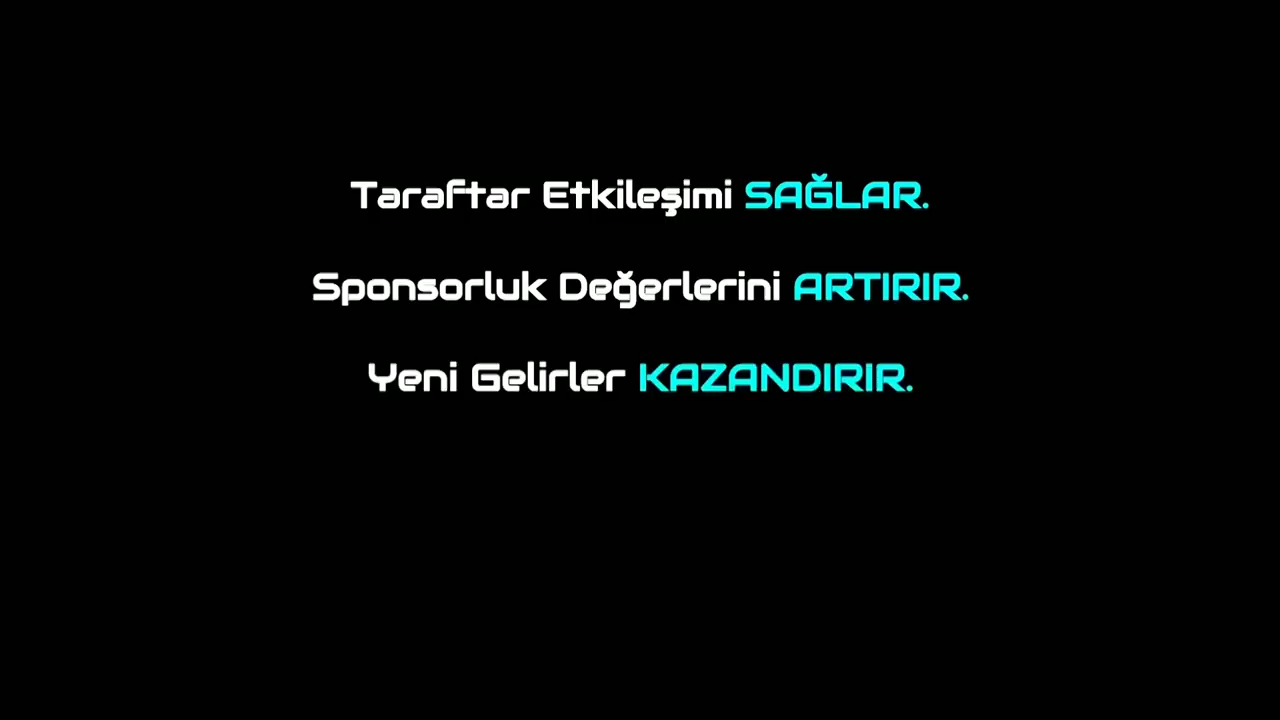 Taraftar Etkileşimi SAĞLAR.
Sponsorluk Değerlerini ARTIRIR.
Yeni Gelirler KAZANDIRIR.